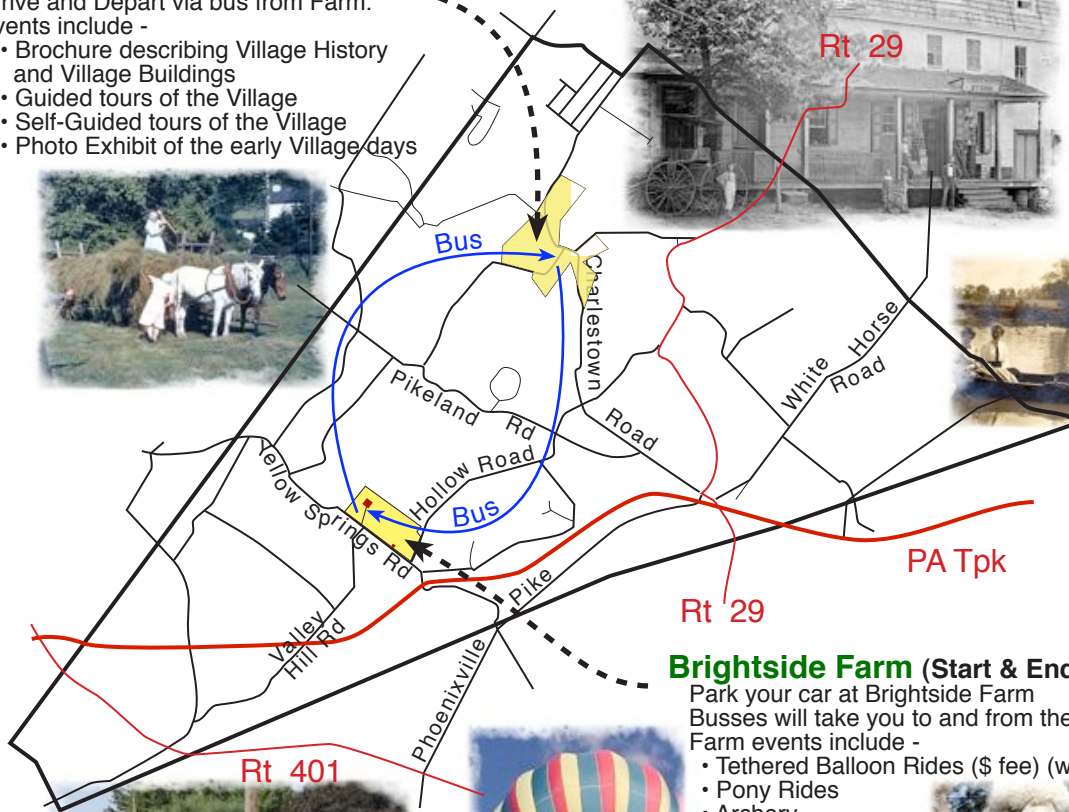 rive and Depart via bus from Farm.
vents include -
• Brochure describing Village History
and Village Buildings
• Guided tours of the Village
• Self-Guided tours of the Village
• Photo Exhibit of the early Village days
Rt 29
Bus
Charlestown
Road
White Horse
Road
Pikeland Rd
Hollow Road
Yellow Springs Rd
Bus
PA Tpk
Pike
Rt 29
Valley
Hill Rd
Phoenixville
Rt 401
Brightside Farm (Start & End
Park your car at Brightside Farm
Busses will take you to and from the
Farm events include -
• Tethered Balloon Rides ($ fee) (w
• Pony Rides
• Archery